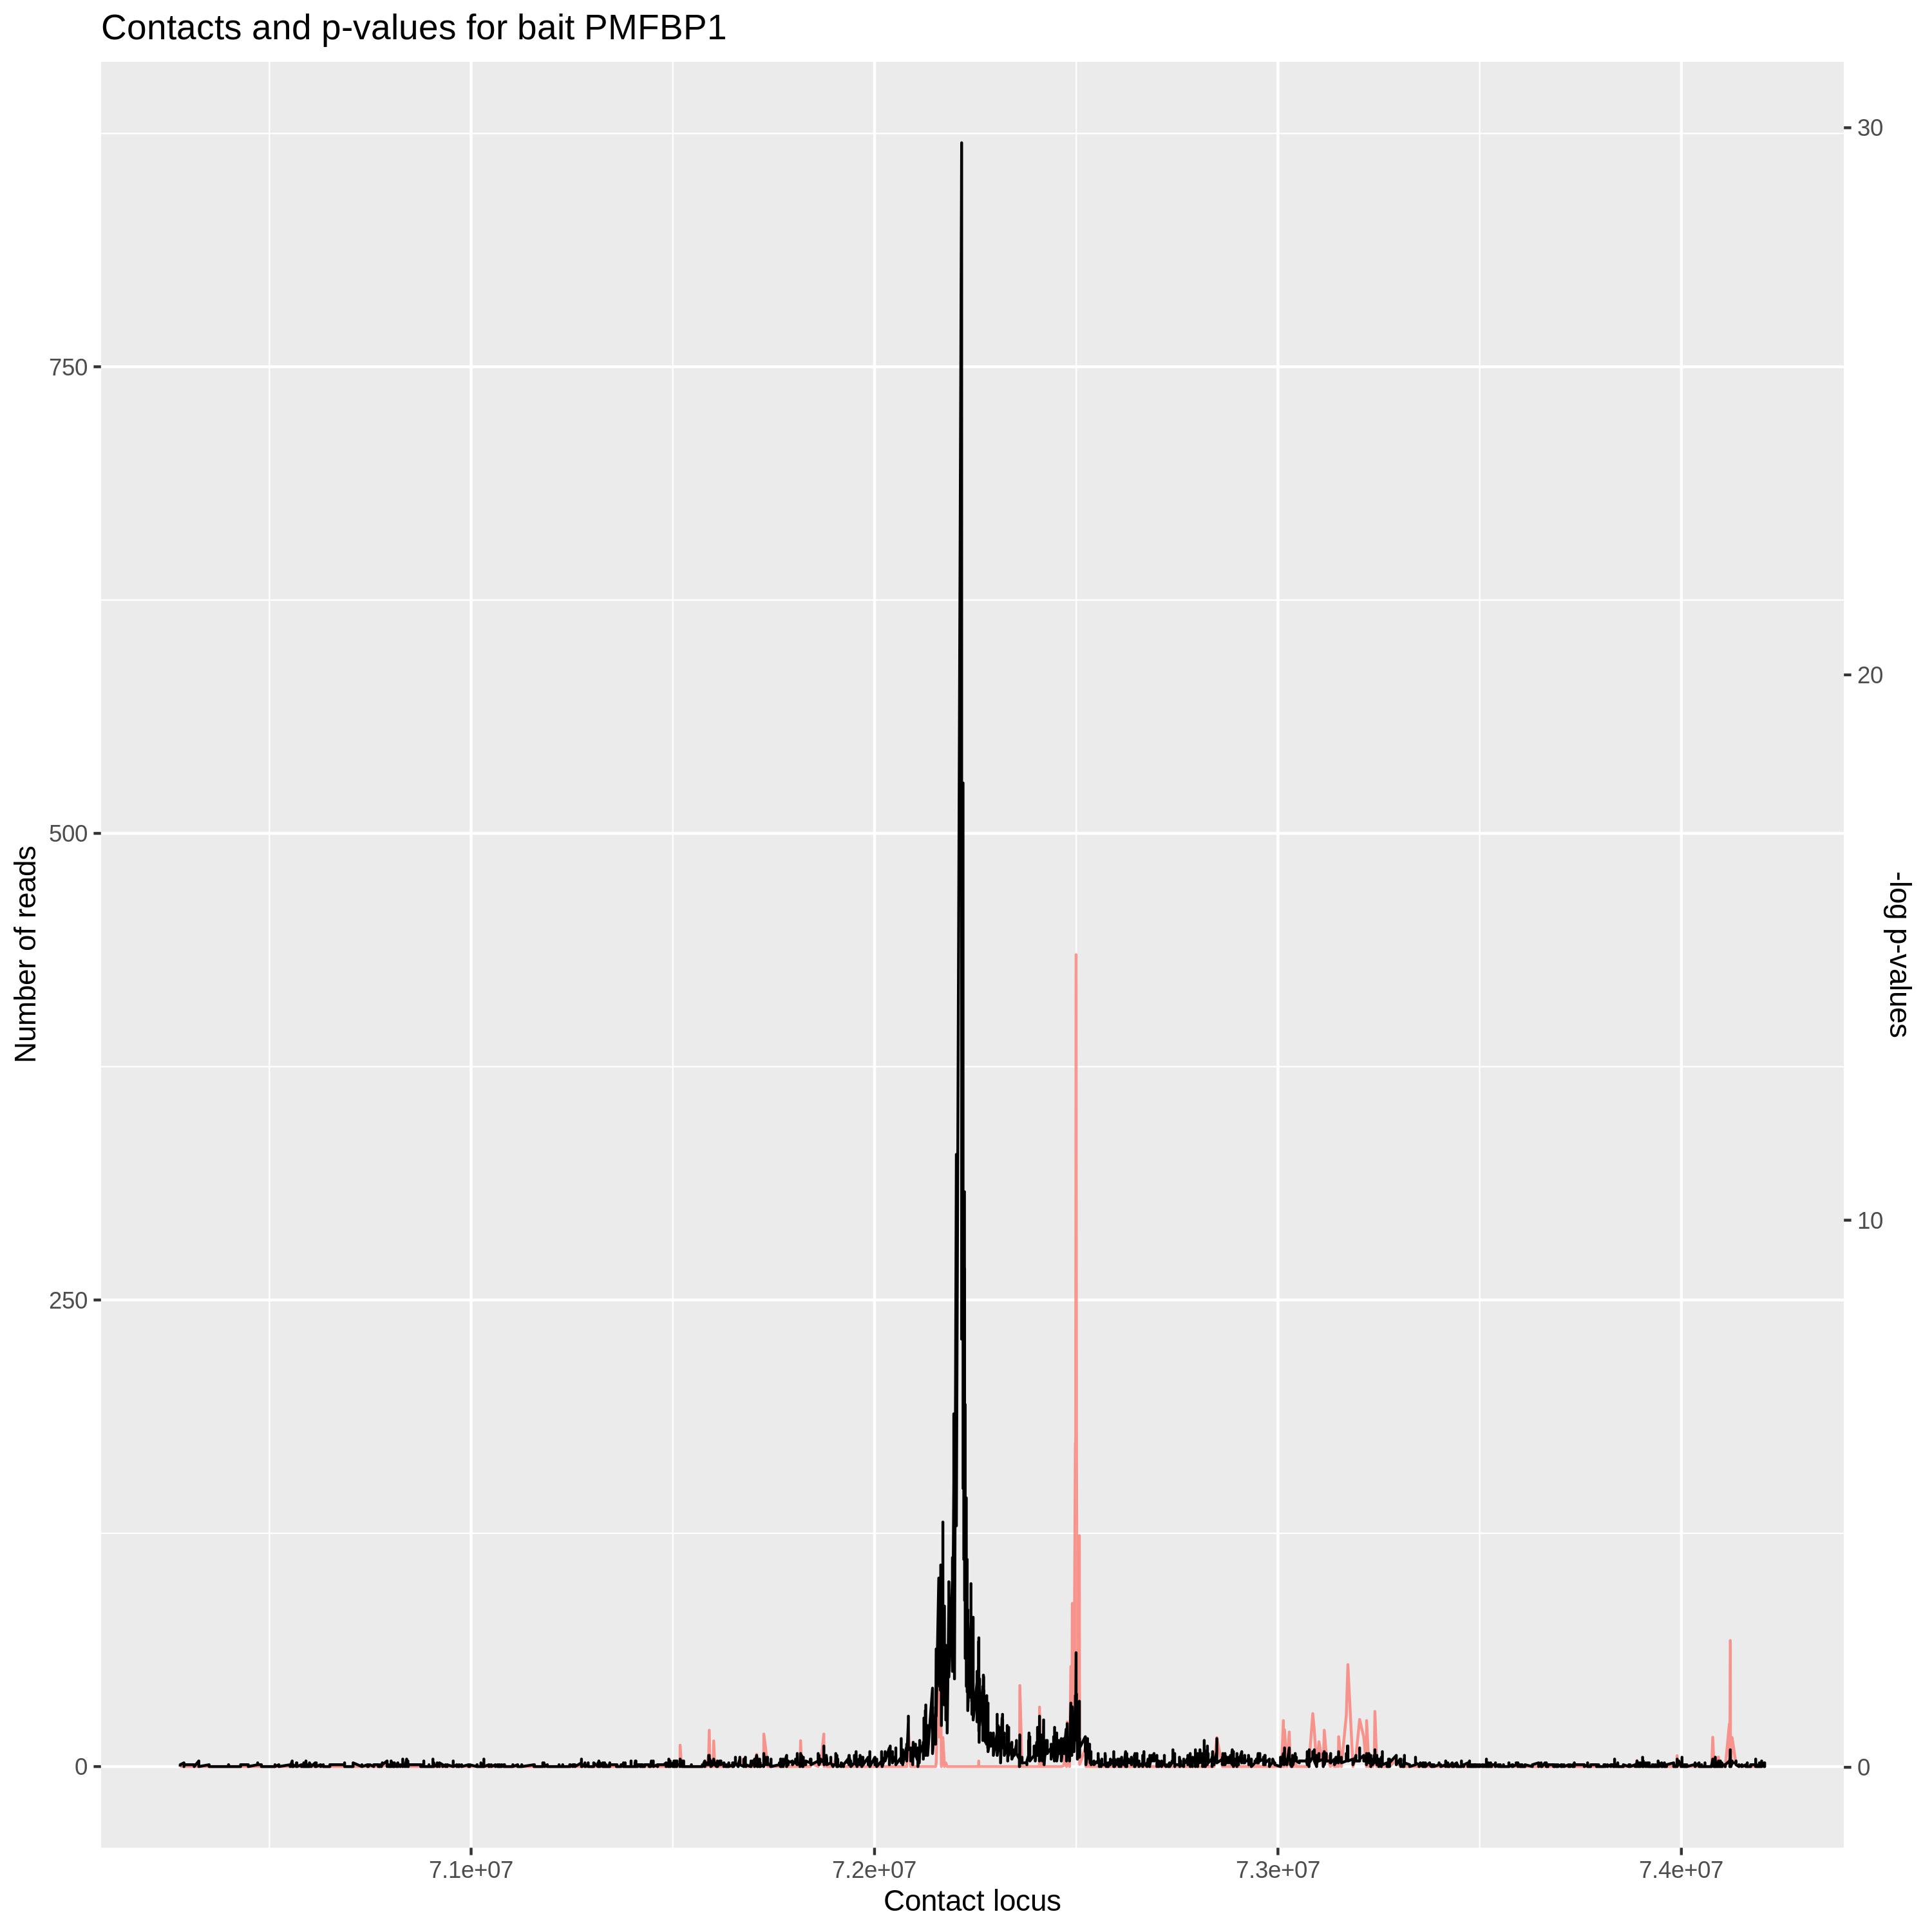 Contacts and p-values for bait PMFBP1
30
750
20
500
Number of reads
-log p-values
10
250
0
0
7.1e+07
7.2e+07
7.3e+07
7.4e+07
Contact locus